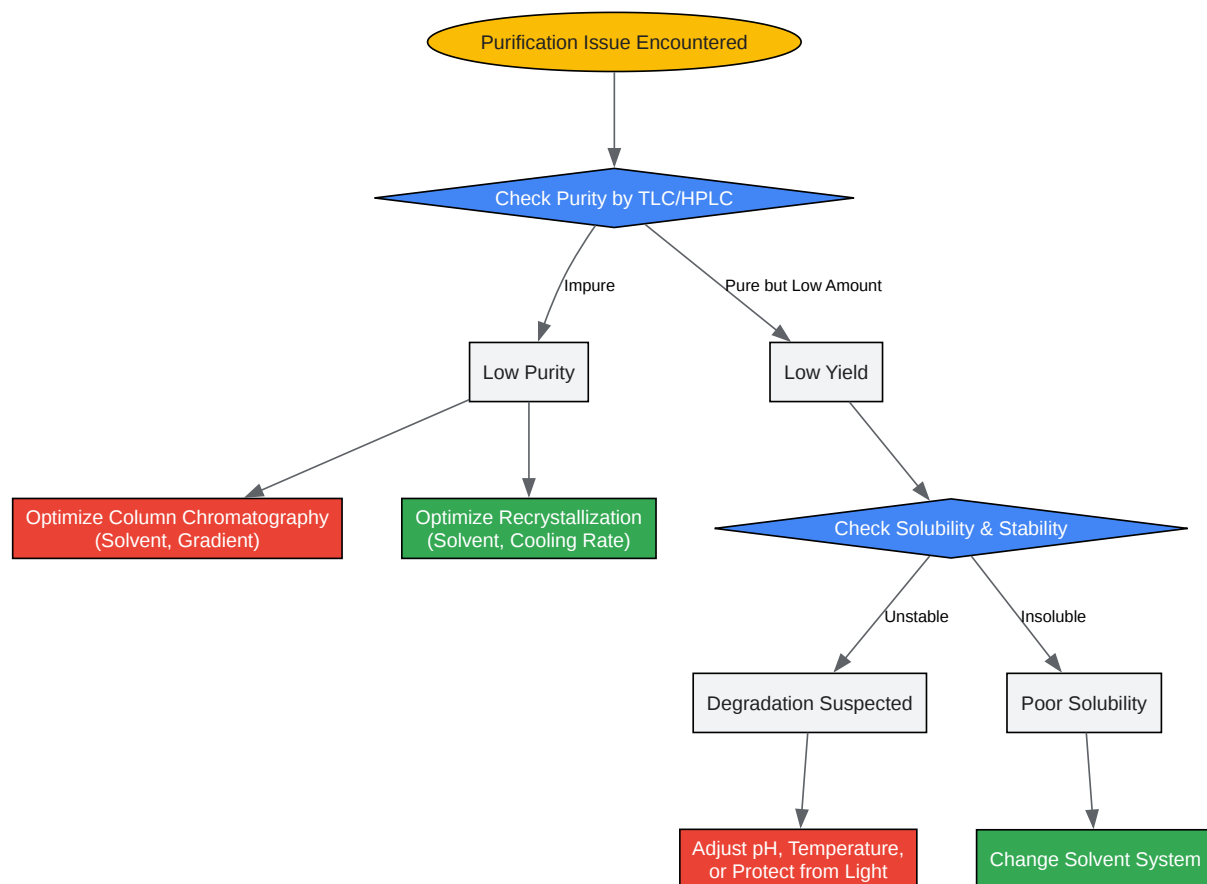 Purification Issue Encountered
Check Purity by TLC/HPLC
Impure
Pure but Low Amount
Low Purity
Low Yield
Optimize Column Chromatography
(Solvent, Gradient)
Optimize Recrystallization
(Solvent, Cooling Rate)
Check Solubility & Stability
Unstable
Insoluble
Degradation Suspected
Poor Solubility
Adjust pH, Temperature,
or Protect from Light
Change Solvent System